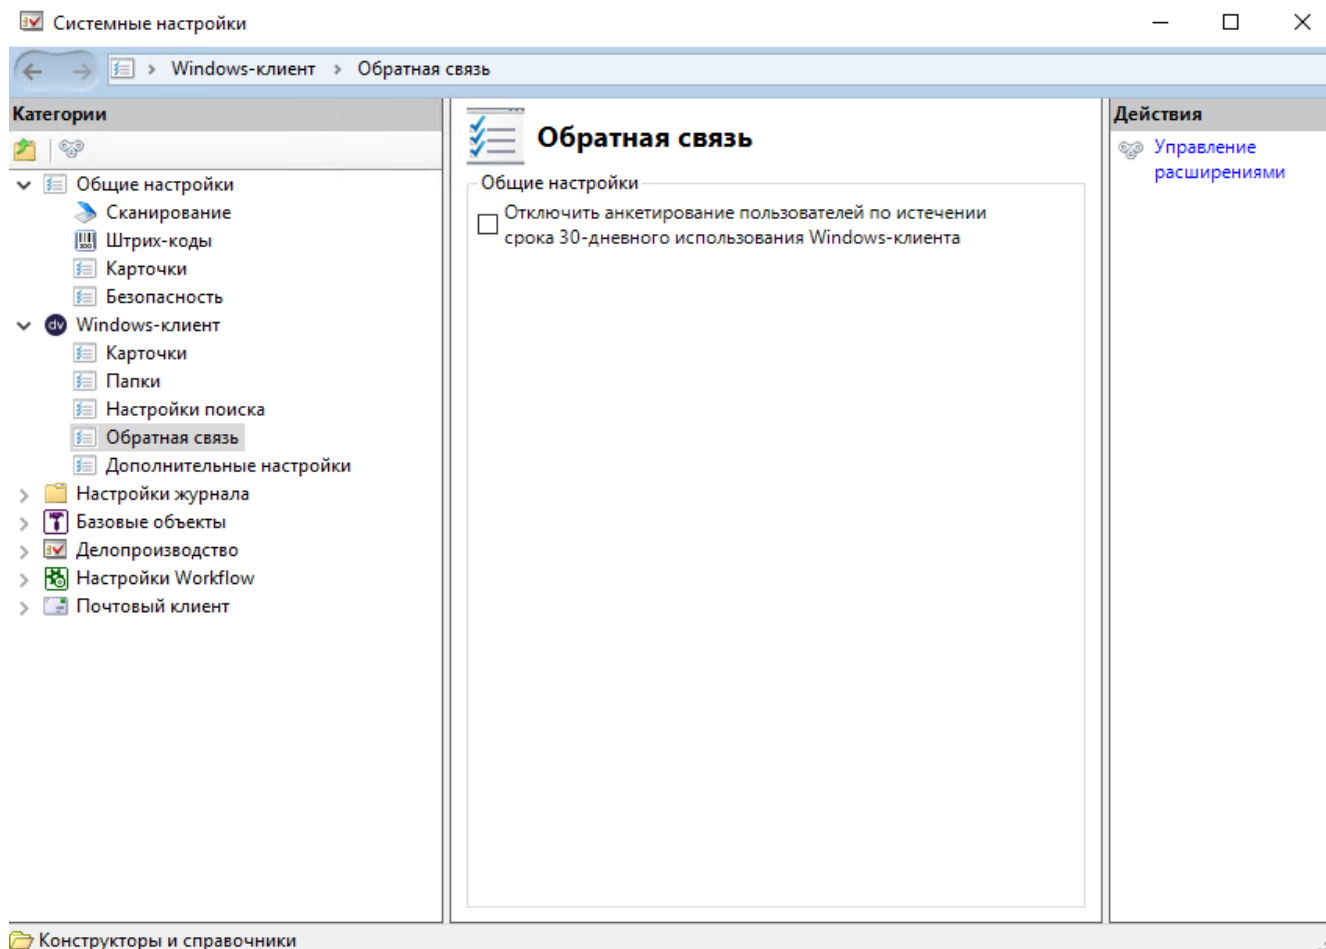 Системные настройки
Windows-клиент > Обратная связь
Категории
Общие настройки
Сканирование
Штрих-коды
Карточки
Безопасность
dv Windows-клиент
Карточки
Папки
Настройки поиска
Обратная связь
Дополнительные настройки
Настройки журнала
Базовые объекты
Делопроизводство
Настройки Workflow
Почтовый клиент
Обратная связь
Общие настройки
Отключить анкетирование пользователей по истечении
срока 30-дневного использования Windows-клиента
Действия
Управление
расширениями
Конструкторы и справочники